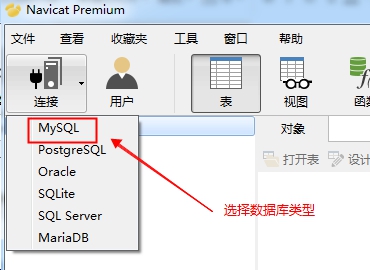 Navicat Premium
文件 查看 收藏夹 工具 窗口 帮助
连接 用户 表 视图
MySQL
PostgreSQL
Oracle
SQLite
SQL Server
MariaDB
对象
打开表 设计
选择数据库类型